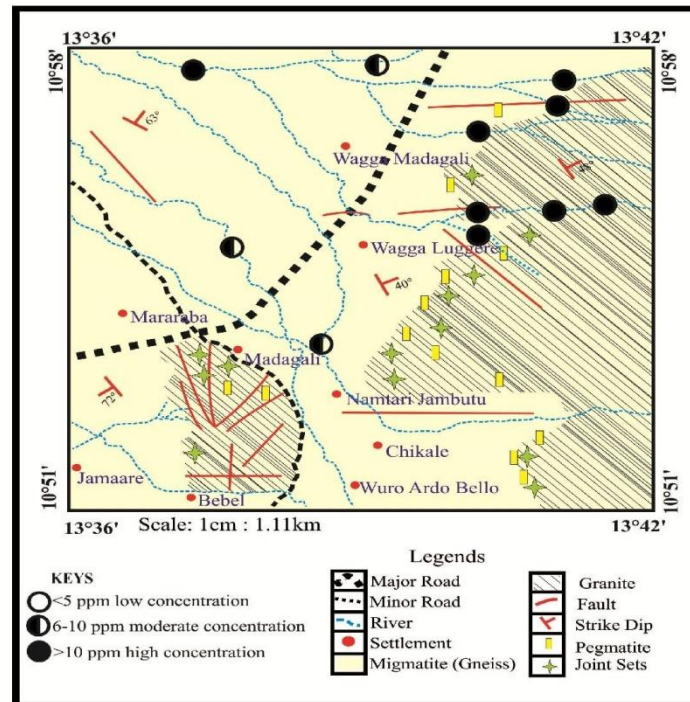 13°36' 13°42'
10°58' 10°58'
63°
Wagga Madagali
48°
Wagga Luggere
40°
Mararaba
Madagali
72°
Namtari Jambutu
Chikale
Jamaare
Wuro Ardo Bello
Bebel
10°51' 10°51'
13°36' 13°42'
Scale: 1cm : 1.11km
Legends
KEYS
<5 ppm low concentration
6-10 ppm moderate concentration
>10 ppm high concentration
Major Road
Minor Road
River
Settlement
Migmatite (Gneiss)
Granite
Fault
Strike Dip
Pegmatite
Joint Sets